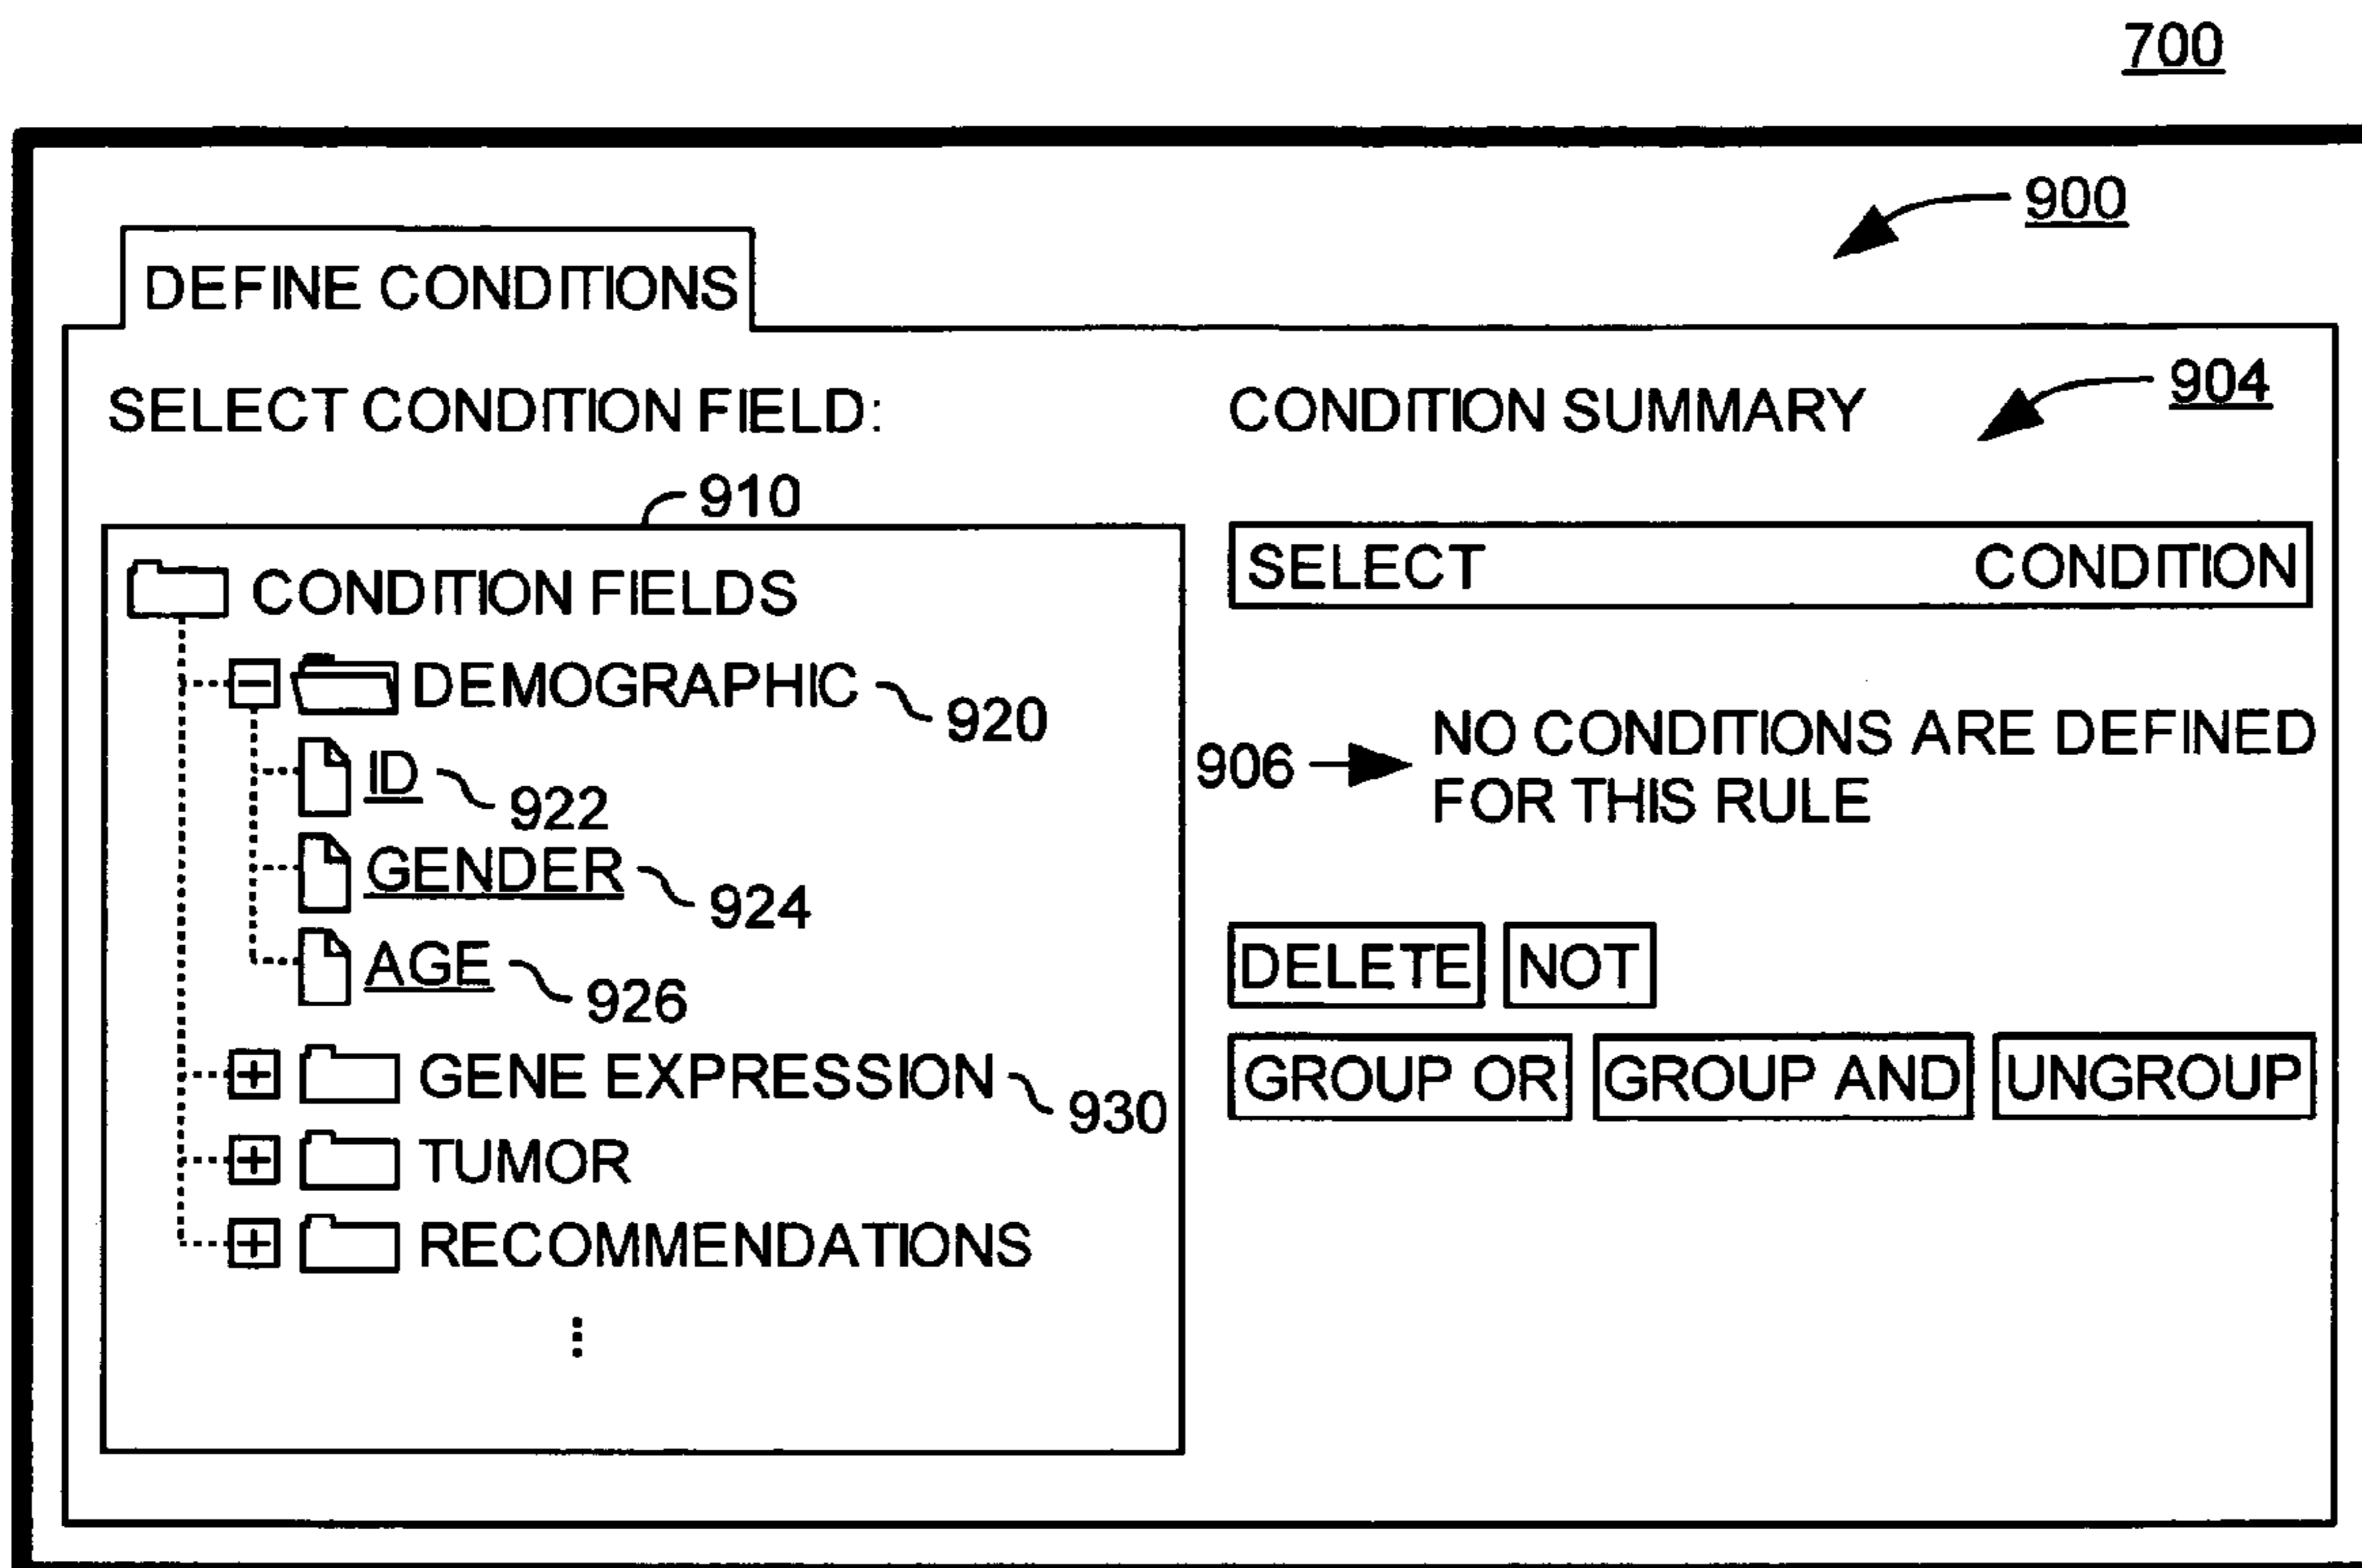 700
900
DEFINE CONDITIONS
SELECT CONDITION FIELD:
CONDITION SUMMARY
904
910
CONDITION FIELDS
DEMOGRAPHIC
920
ID
922
GENDER
924
AGE
926
GENE EXPRESSION
930
TUMOR
RECOMMENDATIONS
SELECT CONDITION
906
NO CONDITIONS ARE DEFINED
FOR THIS RULE
DELETE NOT
GROUP OR GROUP AND UNGROUP